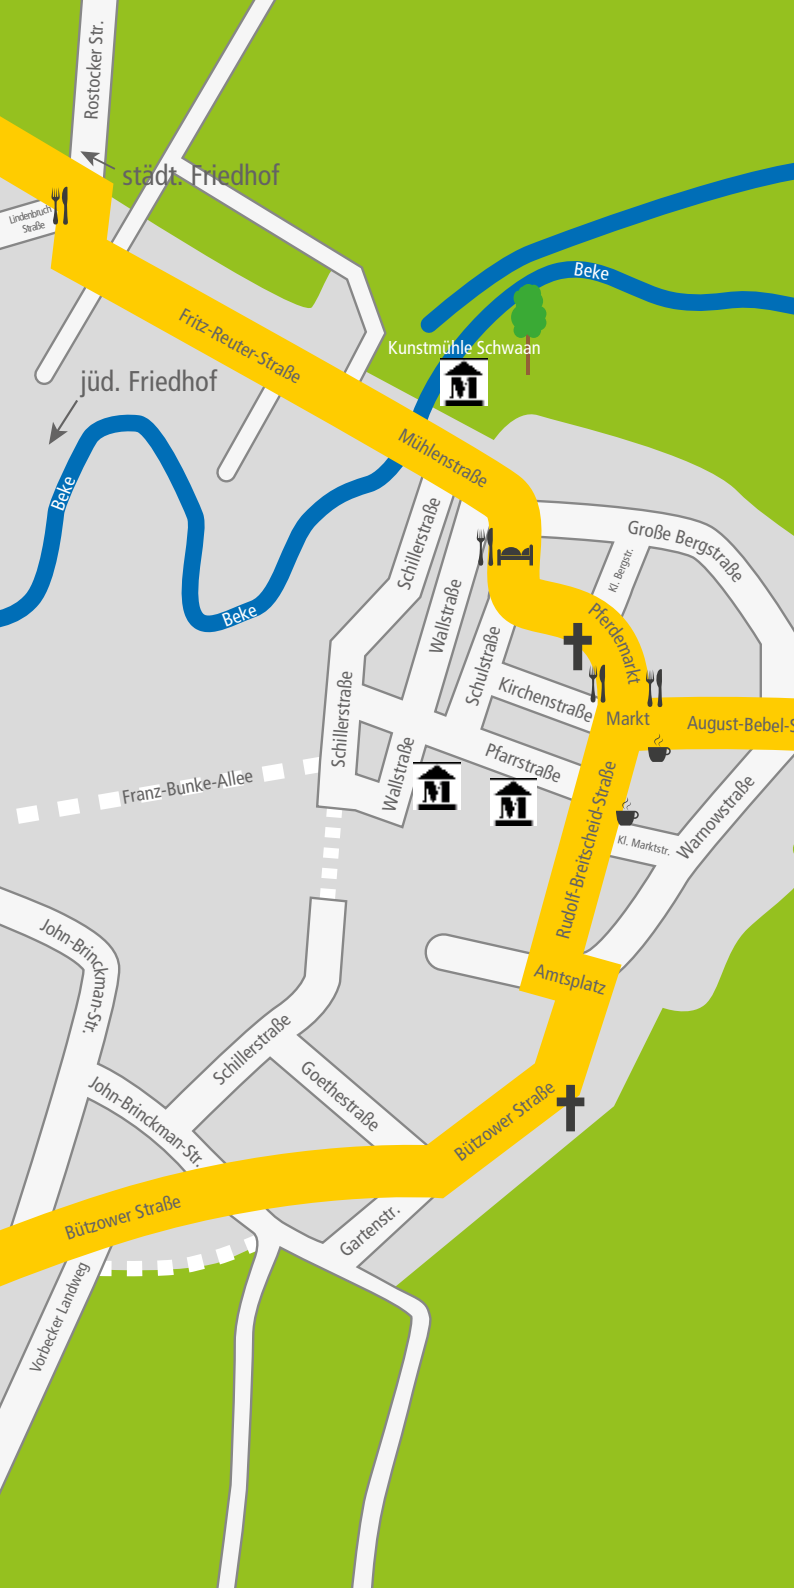 Rostocker Str.
städt. Friedhof
Lindenbruch
Straße
Beke
Fritz-Reuter-Straße
Kunstmühle Schwaan
jüd. Friedhof
Mühlenstraße
Beke
Schillerstraße
Große Bergstraße
Kl. Bergstr.
Beke
Wallstraße
Pferdemarkt
Schulstraße
Kirchenstraße
Schillerstraße
Markt
August-Bebel-S
Wallstraße
Pfarrstraße
Franz-Bunke-Allee
Rudolf-Breitscheid-Straße
Warnowstraße
Kl. Marktstr.
John-Brinckman-Str.
Amtsplatz
Schillerstraße
Goethestraße
John-Brinckman-Str.
Bützower Straße
Bützower Straße
Gartenstr.
Vorbecker Landweg